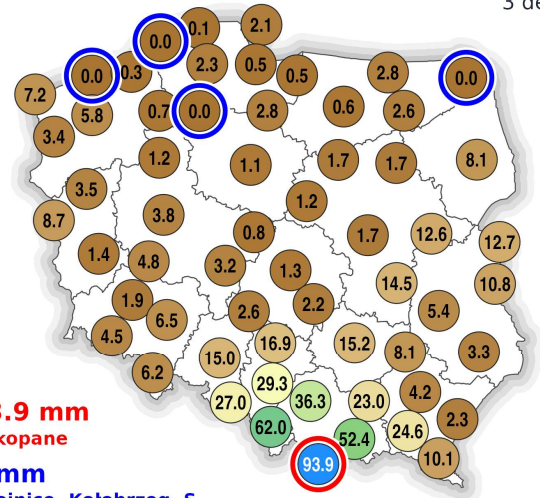 3 de
0.1 2.1
0.0
0.3 2.3 0.5 0.5 2.8 0.0
0.0
7.2 5.8 0.7 0.0 2.8 0.6 2.6
3.4
1.2 1.1 1.7 1.7 8.1
3.5 3.8 1.2
8.7 0.8 1.7 12.6 12.7
1.4 4.8 3.2 1.3 14.5 10.8
1.9 6.5 2.6 2.2 5.4
4.5 15.0 16.9 15.2 8.1 3.3
6.2 29.3 4.2
27.0 36.3 23.0 2.3
62.0 52.4 24.6
93.9 10.1
.9 mm
kopane
mm